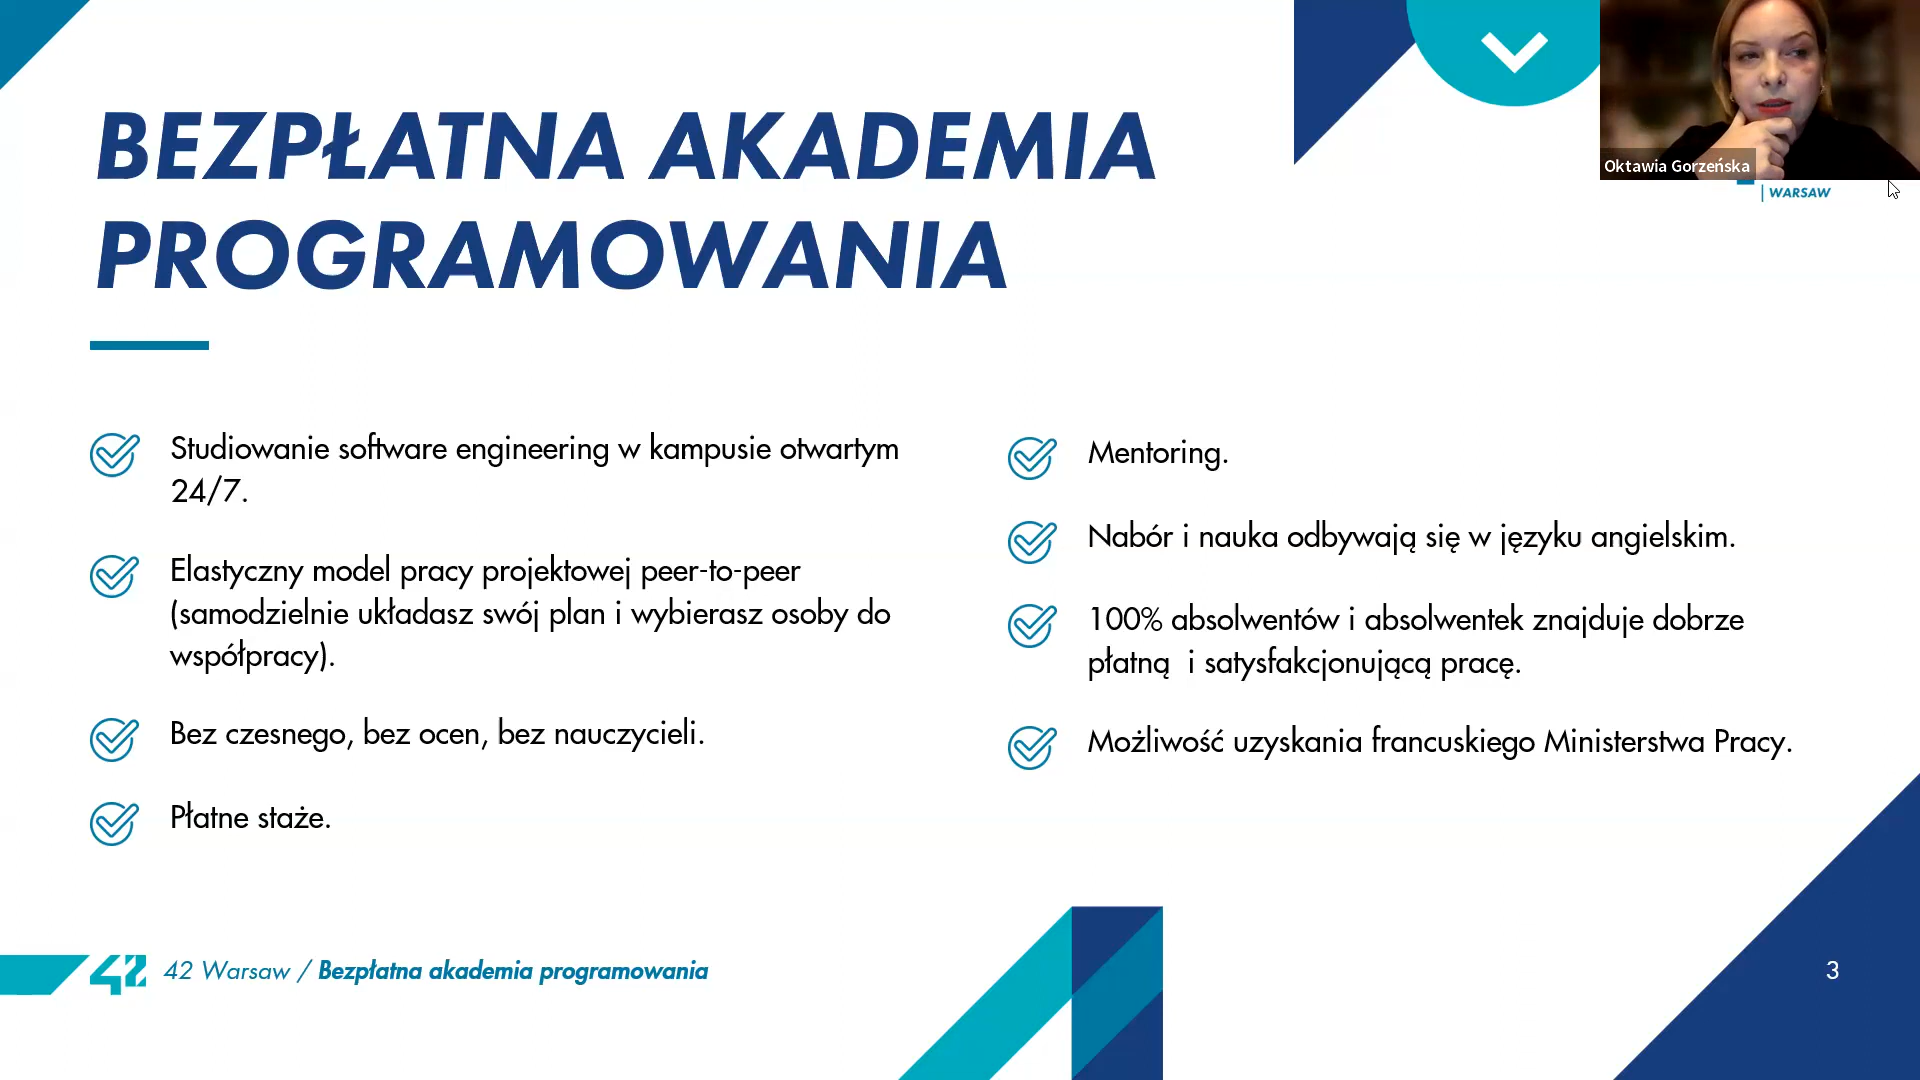 BEZPŁATNA AKADEMIA
PROGRAMOWANIA
Oktawia Gorzeńska
| WARSAW
Studiowanie software engineering w kampusie otwartym
24/7.
Elastyczny model pracy projektowej peer-to-peer
(samodzielnie układasz swój plan i wybierasz osoby do
współpracy).
Bez czesnego, bez ocen, bez nauczycieli.
Płatne staże.
Mentoring.
Nabór i nauka odbywają się w języku angielskim.
100% absolwentów i absolwentek znajduje dobrze
płatną  i satysfakcjonującą pracę.
Możliwość uzyskania francuskiego Ministerstwa Pracy.
42 42 Warsaw / Bezpłatna akademia programowania
3